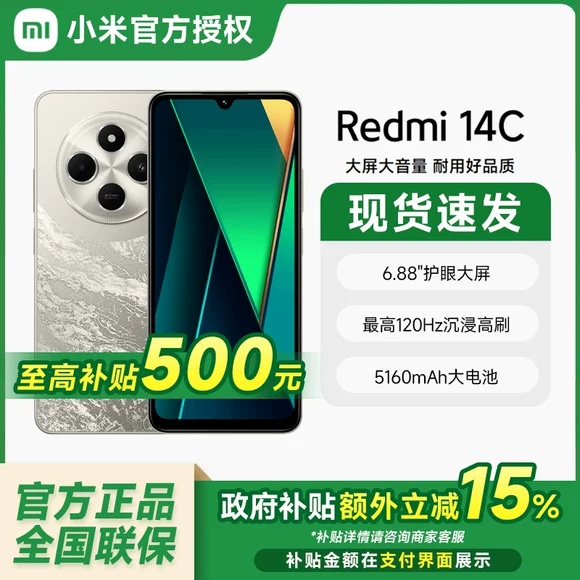 小米官方授权
Redmi 14C
大屏大音量 耐用好品质
现货速发
6.88"护眼大屏
最高120Hz沉浸高刷
5160mAh大电池
至高补贴500元
官方正品
全国联保
政府补贴额外立减15%
*补贴详情请咨询商家客服
补贴金额在支付界面展示